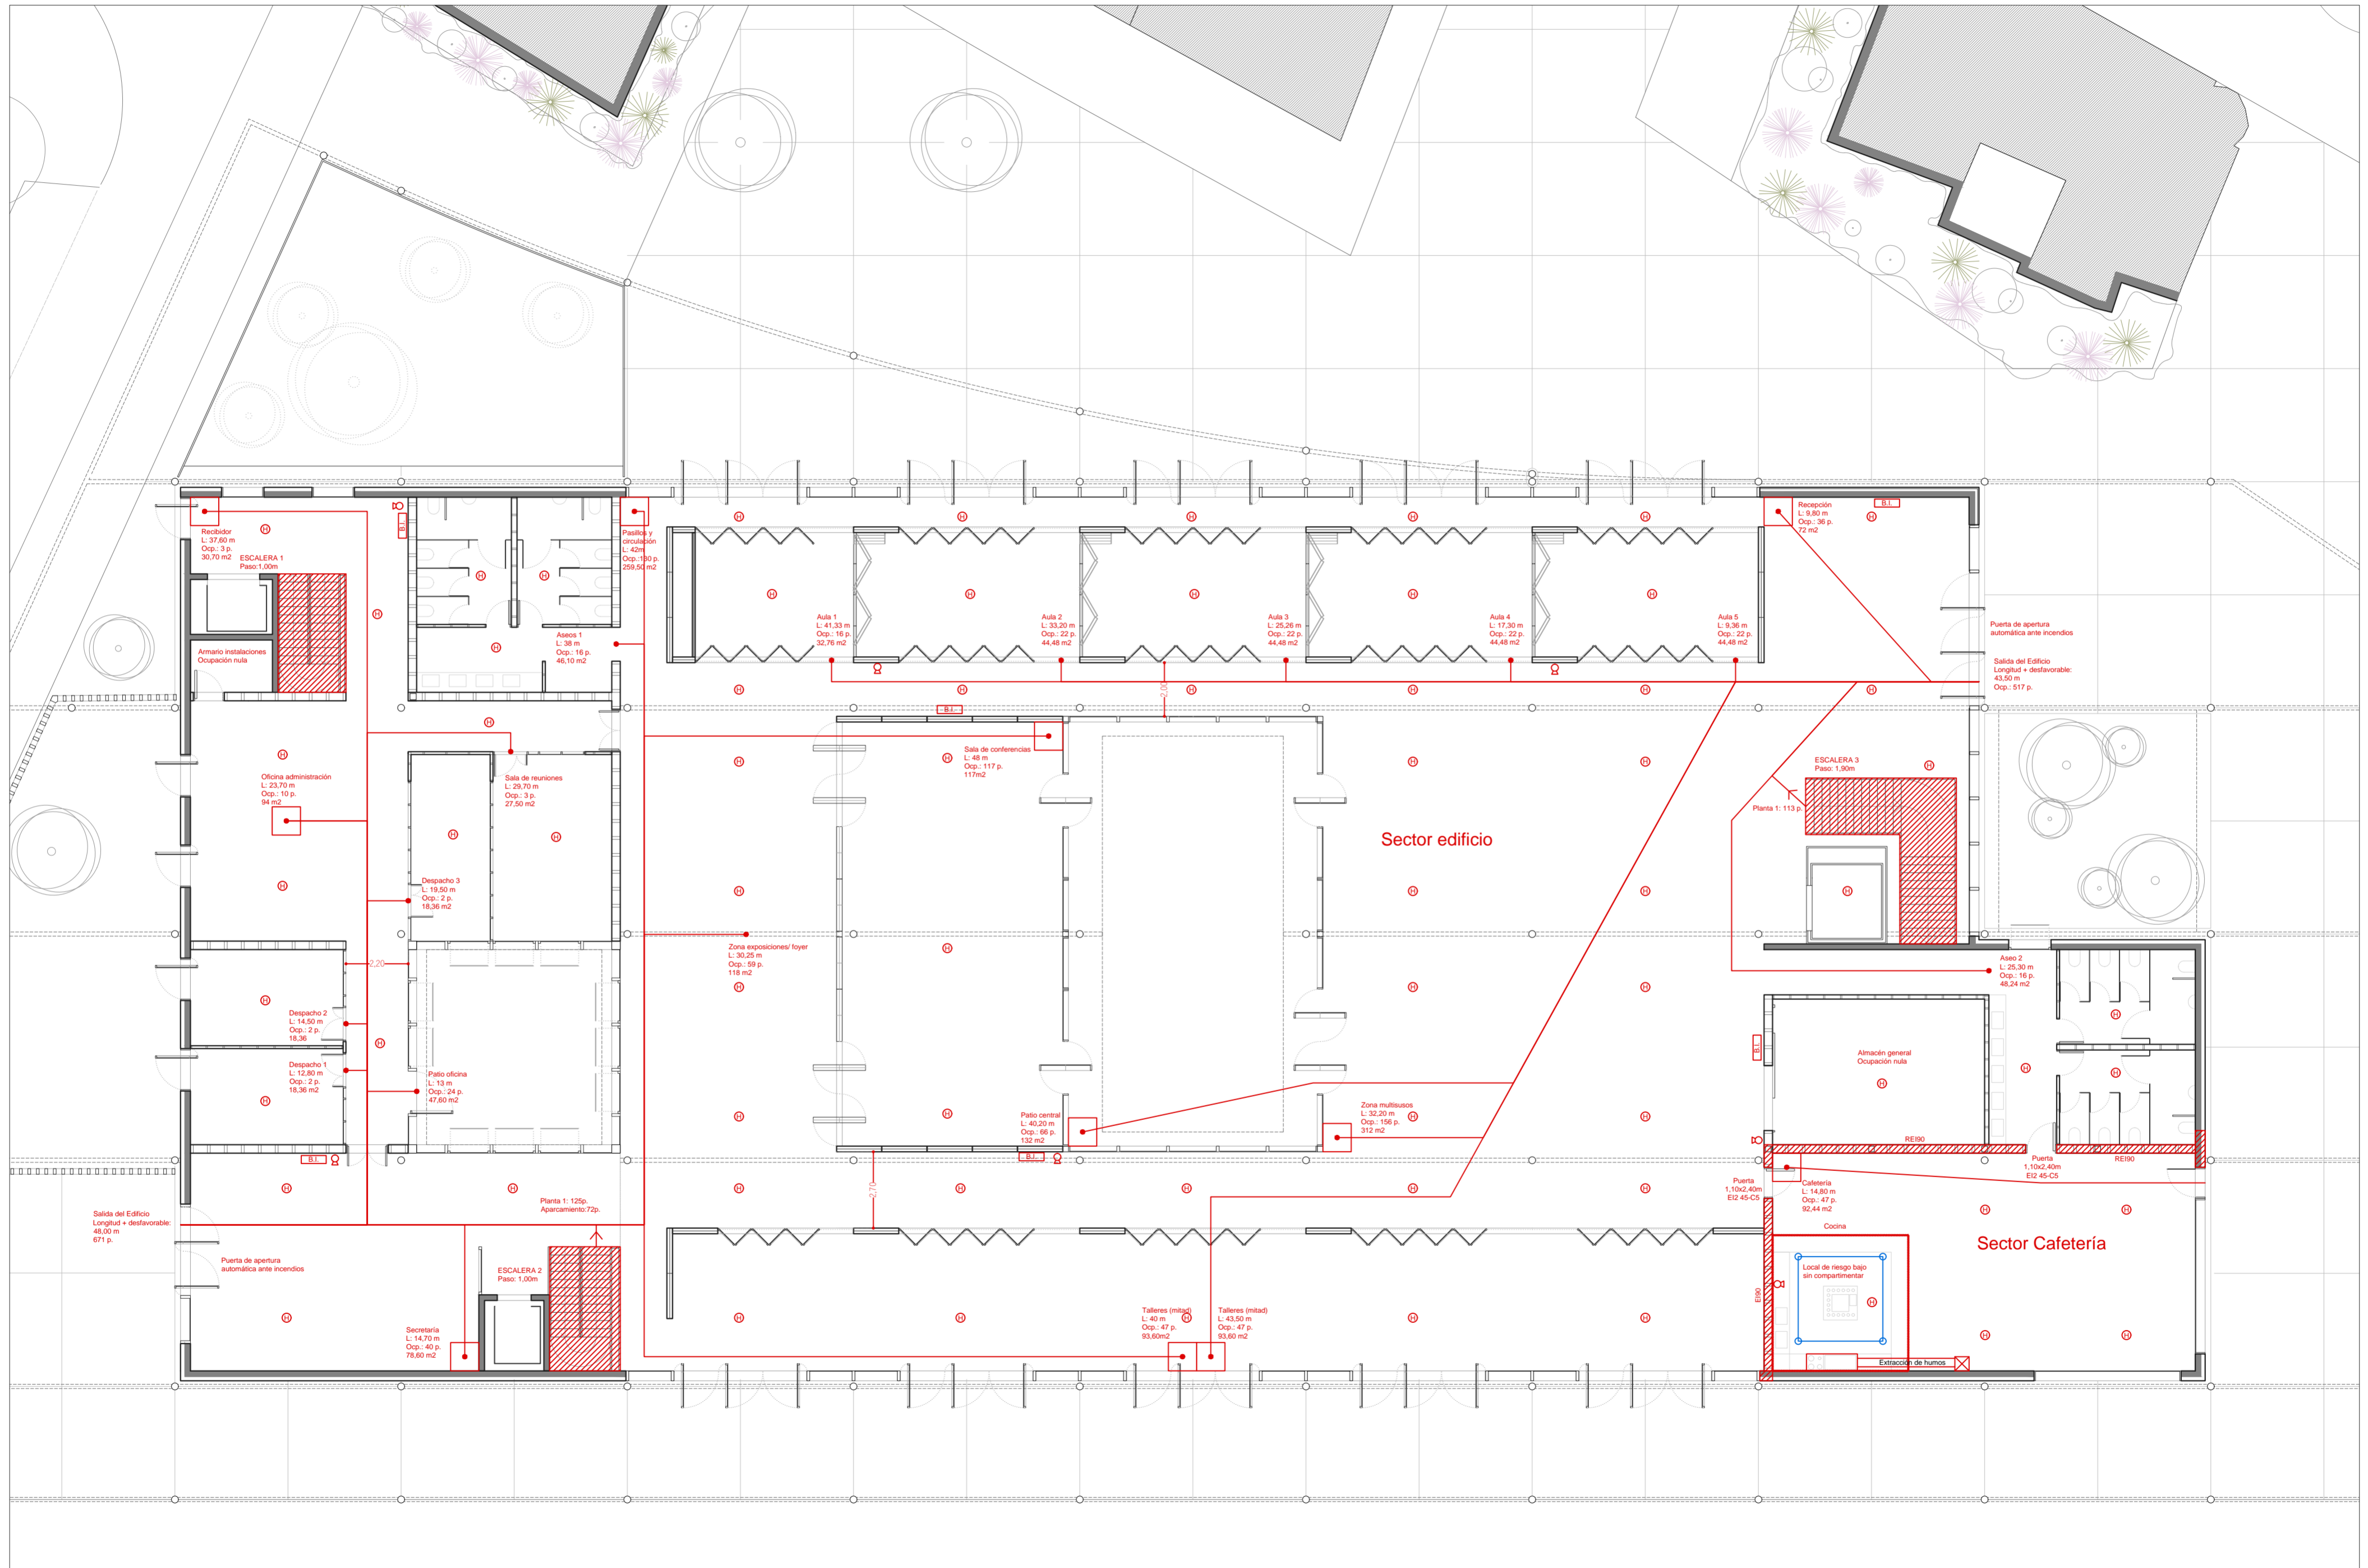 Recibidor
L: 37,60 m
Ocp.: 3 p.
30,70 m2
ESCALERA 1
Paso:1,00m
Armario instalaciones
Ocupación nula
B.I.
Aseos 1
L: 38 m
Ocp.: 16 p.
46,10 m2
Pasillos y
circulación
L: 42m
Ocp.:130 p.
259,50 m2
Aula 1
L: 41,33 m
Ocp.: 16 p.
32,76 m2
Aula 2
L: 33,20 m
Ocp.: 22 p.
44,48 m2
Aula 3
L: 25,26 m
Ocp.: 22 p.
44,48 m2
Aula 4
L: 17,30 m
Ocp.: 22 p.
44,48 m2
Aula 5
L: 9,36 m
Ocp.: 22 p.
44,48 m2
Recepción
L: 9,80 m
Ocp.: 36 p.
72 m2
B.I.
Puerta de apertura
automática ante incendios
Salida del Edificio
Longitud + desfavorable:
43,50 m
Ocp.: 517 p.
2,00
B.I.
Oficina administración
L: 23,70 m
Ocp.: 10 p.
94 m2
Sala de reuniones
L: 29,70 m
Ocp.: 3 p.
27,50 m2
Sala de conferencias
L: 48 m
Ocp.: 117 p.
117m2
ESCALERA 3
Paso: 1,90m
Planta 1: 113 p.
Sector edificio
Despacho 3
L: 19,50 m
Ocp.: 2 p.
18,36 m2
Zona exposiciones/ foyer
L: 30,25 m
Ocp.: 59 p.
118 m2
2,20
Aseo 2
L: 25,30 m
Ocp.: 16 p.
48,24 m2
Despacho 2
L: 14,50 m
Ocp.: 2 p.
18,36
Despacho 1
L: 12,80 m
Ocp.: 2 p.
18,36 m2
Patio oficina
L: 13 m
Ocp.: 24 p.
47,60 m2
Patio central
L: 40,20 m
Ocp.: 66 p.
132 m2
Zona multisusos
L: 32,20 m
Ocp.: 156 p.
312 m2
B.I.
Almacén general
Ocupación nula
REI90
REI90
B.I.
B.I.
2,70
Puerta
1,10x2,40m
EI2 45-C5
Puerta
1,10x2,40m
EI2 45-C5
Cafetería
L: 14,80 m
Ocp.: 47 p.
92,44 m2
Planta 1: 125p.
Aparcamiento:72p.
Salida del Edificio
Longitud + desfavorable:
48,00 m
671 p.
Puerta de apertura
automática ante incendios
ESCALERA 2
Paso: 1,00m
Cocina
Sector Cafetería
Local de riesgo bajo
sin compartimentar
EI90
Secretaría
L: 14,70 m
Ocp.: 40 p.
78,60 m2
Talleres (mitad)
L: 40 m
Ocp.: 47 p.
93,60m2
Talleres (mitad)
L: 43,50 m
Ocp.: 47 p.
93,60 m2
Extracción de humos